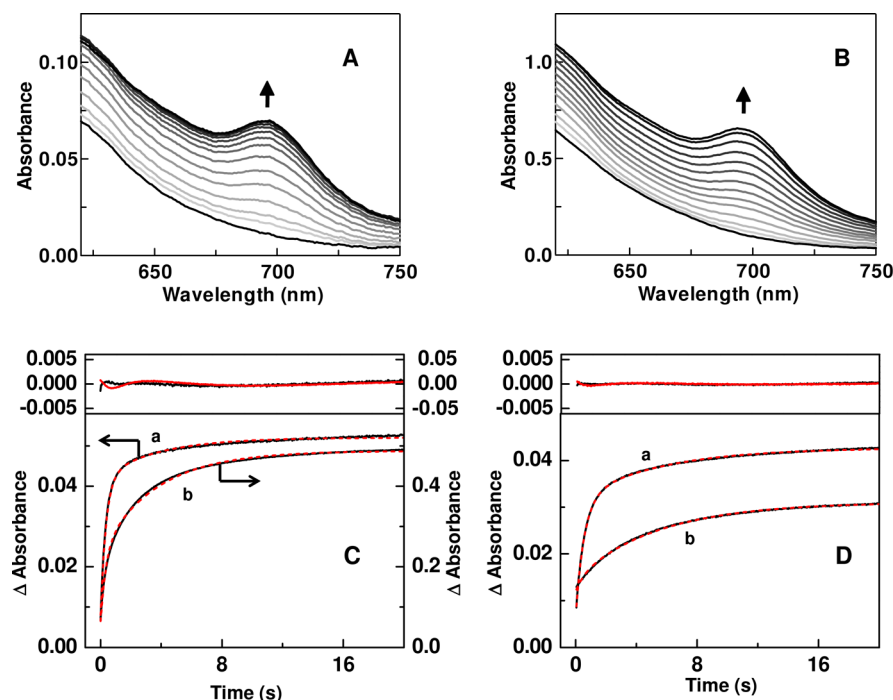 A
B
0.10
0.05
0.00
Absorbance
650
700
750
Wavelength (nm)
1.0
0.5
0.0
Absorbance
650
700
750
Wavelength (nm)
0.005
0.000
-0.005
0.05
0.00
-0.05
a
b
C
0.04
0.02
0.00
Δ Absorbance
0.4
0.2
0.0
Δ Absorbance
0
8
16
Time (s)
0.005
0.000
-0.005
a
b
D
0.04
0.02
0.00
Δ Absorbance
0
8
16
Time (s)